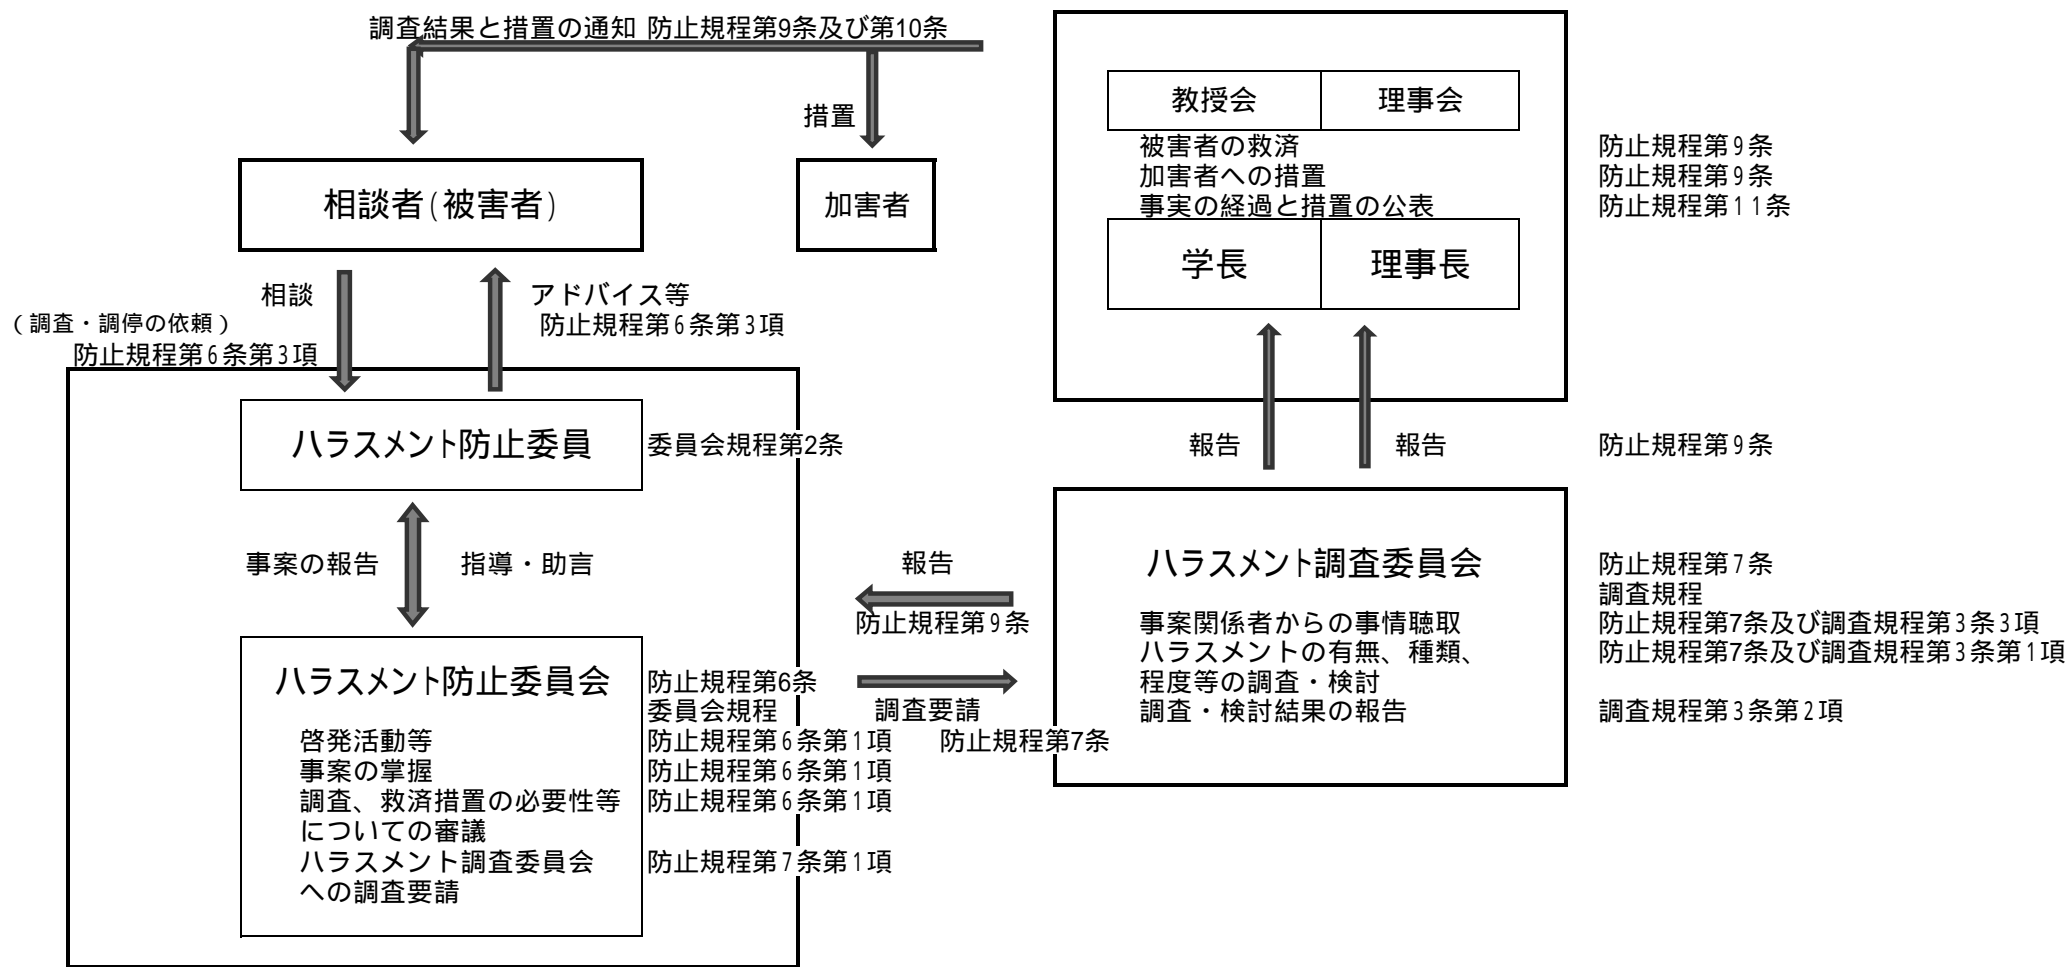 調査結果と措置の通知 防止規程第9条及び第10条
措置
相談者(被害者)
加害者
教授会 理事会
被害者の救済 防止規程第9条
加害者への措置 防止規程第9条
事実の経過と措置の公表 防止規程第11条
学長 理事長
相談
(調査・調停の依頼)
防止規程第6条第3項
アドバイス等
防止規程第6条第3項
ハラスメント防止委員 委員会規程第2条
事案の報告 指導・助言
ハラスメント防止委員会 防止規程第6条
委員会規程
啓発活動等 防止規程第6条第1項
事案の掌握 防止規程第6条第1項
調査、救済措置の必要性等 防止規程第6条第1項
についての審議
ハラスメント調査委員会 防止規程第7条第1項
への調査要請
報告
防止規程第9条
調査要請
防止規程第7条
報告 報告 防止規程第9条
ハラスメント調査委員会 防止規程第7条
調査規程
事案関係者からの事情聴取 防止規程第7条及び調査規程第3条3項
ハラスメントの有無、種類、 防止規程第7条及び調査規程第3条第1項
程度等の調査・検討
調査・検討結果の報告 調査規程第3条第2項